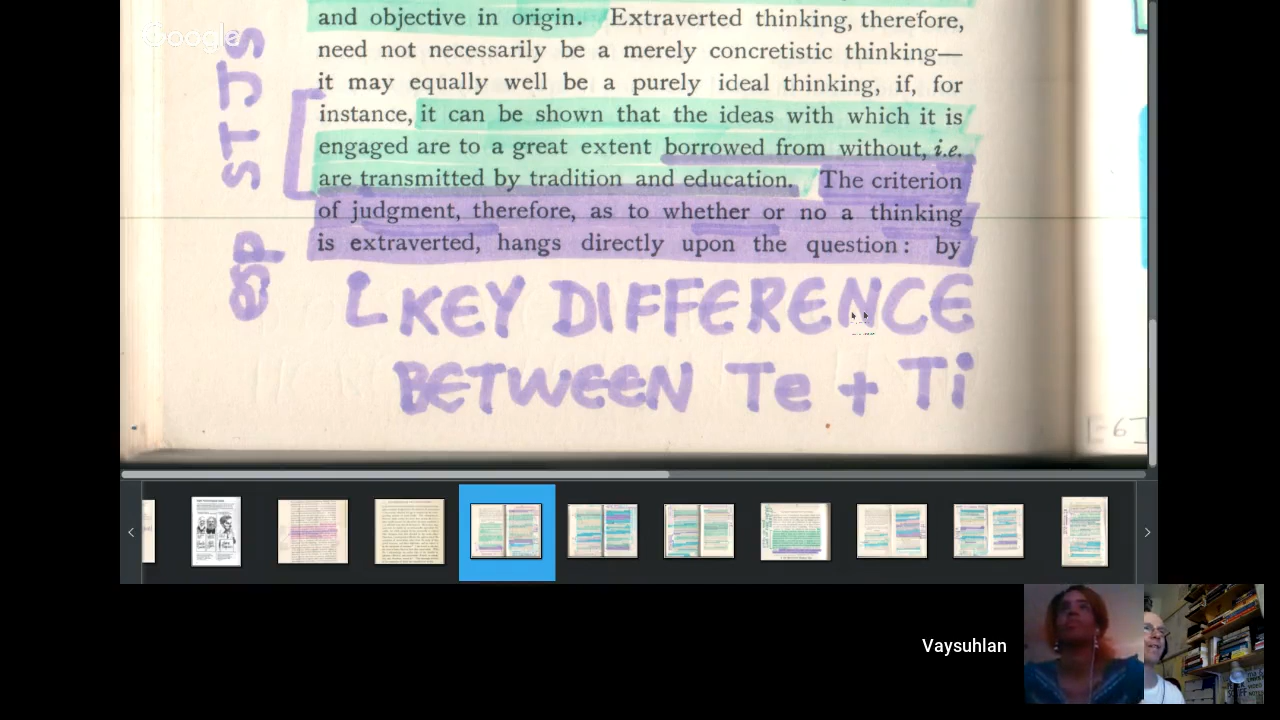 Google
and objective in origin. Extraverted thinking, therefore,
need not necessarily be a merely concretistic thinking—
it may equally well be a purely ideal thinking, if, for
instance, it can be shown that the ideas with which it is
engaged are to a great extent borrowed from without, i.e.
are transmitted by tradition and education. The criterion
of judgment, therefore, as to whether or no a thinking
is extraverted, hangs directly upon the question: by
esp STJS
KEY DIFFERENCE
BETWEEN Te + Ti
Vaysuhlan